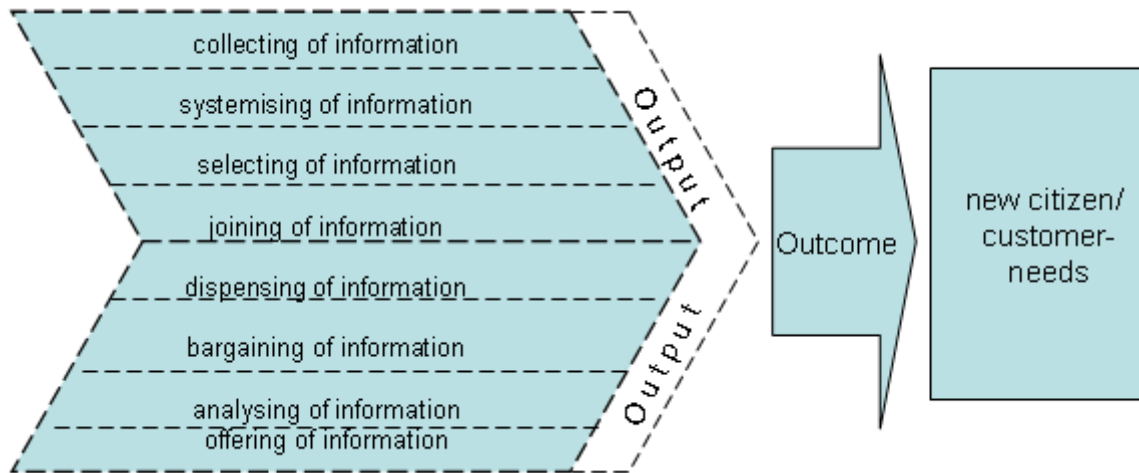 collecting of information
systemising of information
selecting of information
joining of information
dispensing of information
bargaining of information
analysing of information
offering of information
Output
Output
Outcome
new citizen/
customer-
needs